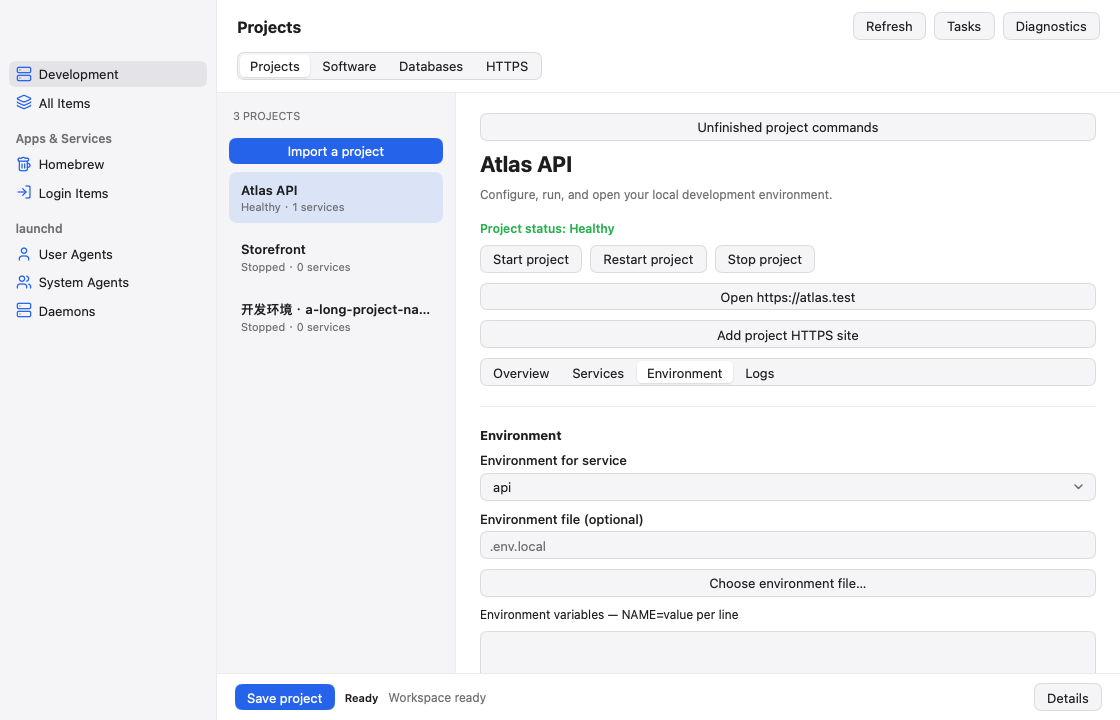 Development
All Items
Apps & Services
Homebrew
Login Items
launchd
User Agents
System Agents
Daemons
Projects
Refresh
Tasks
Diagnostics
Projects
Software
Databases
HTTPS
3 PROJECTS
Import a project
Atlas API
Healthy · 1 services
Storefront
Stopped · 0 services
开发环境 · a-long-project-na...
Stopped · 0 services
Unfinished project commands
Atlas API
Configure, run, and open your local development environment.
Project status: Healthy
Start project
Restart project
Stop project
Open https://atlas.test
Add project HTTPS site
Overview
Services
Environment
Logs
Environment
Environment for service
api
Environment file (optional)
.env.local
Choose environment file...
Environment variables — NAME=value per line
Save project
Ready
Workspace ready
Details